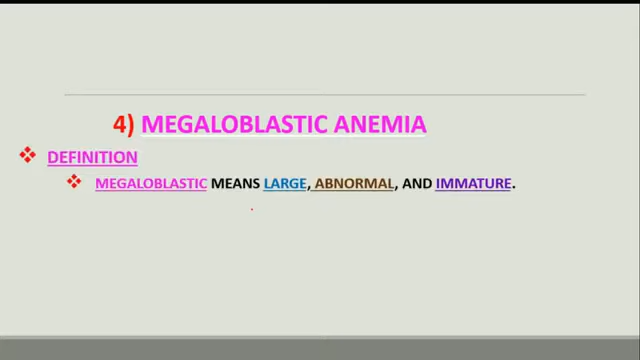 4) MEGALOBLASTIC ANEMIA
DEFINITION
MEGALOBLASTIC MEANS LARGE, ABNORMAL, AND IMMATURE.